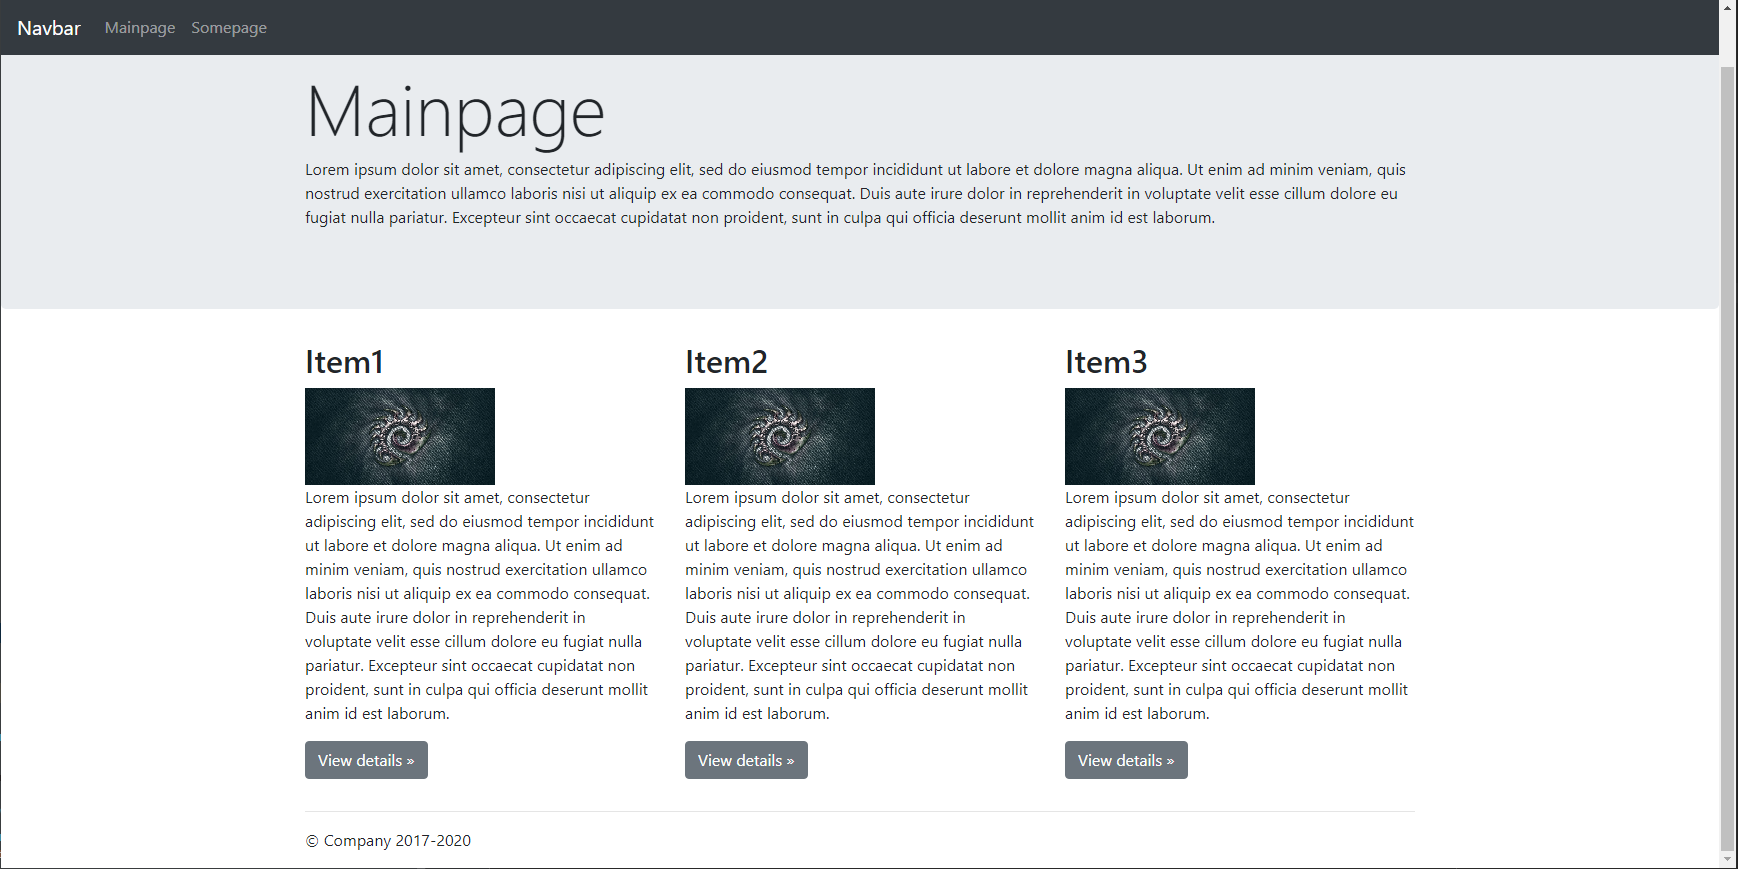 Navbar Mainpage Somepage
Mainpage
Lorem ipsum dolor sit amet, consectetur adipiscing elit, sed do eiusmod tempor incididunt ut labore et dolore magna aliqua. Ut enim ad minim veniam, quis
nostrud exercitation ullamco laboris nisi ut aliquip ex ea commodo consequat. Duis aute irure dolor in reprehenderit in voluptate velit esse cillum dolore eu
fugiat nulla pariatur. Excepteur sint occaecat cupidatat non proident, sunt in culpa qui officia deserunt mollit anim id est laborum.
Item1
Lorem ipsum dolor sit amet, consectetur
adipiscing elit, sed do eiusmod tempor incididunt
ut labore et dolore magna aliqua. Ut enim ad
minim veniam, quis nostrud exercitation ullamco
laboris nisi ut aliquip ex ea commodo consequat.
Duis aute irure dolor in reprehenderit in
voluptate velit esse cillum dolore eu fugiat nulla
pariatur. Excepteur sint occaecat cupidatat non
proident, sunt in culpa qui officia deserunt mollit
anim id est laborum.
View details »
Item2
Lorem ipsum dolor sit amet, consectetur
adipiscing elit, sed do eiusmod tempor incididunt
ut labore et dolore magna aliqua. Ut enim ad
minim veniam, quis nostrud exercitation ullamco
laboris nisi ut aliquip ex ea commodo consequat.
Duis aute irure dolor in reprehenderit in
voluptate velit esse cillum dolore eu fugiat nulla
pariatur. Excepteur sint occaecat cupidatat non
proident, sunt in culpa qui officia deserunt mollit
anim id est laborum.
View details »
Item3
Lorem ipsum dolor sit amet, consectetur
adipiscing elit, sed do eiusmod tempor incididunt
ut labore et dolore magna aliqua. Ut enim ad
minim veniam, quis nostrud exercitation ullamco
laboris nisi ut aliquip ex ea commodo consequat.
Duis aute irure dolor in reprehenderit in
voluptate velit esse cillum dolore eu fugiat nulla
pariatur. Excepteur sint occaecat cupidatat non
proident, sunt in culpa qui officia deserunt mollit
anim id est laborum.
View details »
© Company 2017-2020